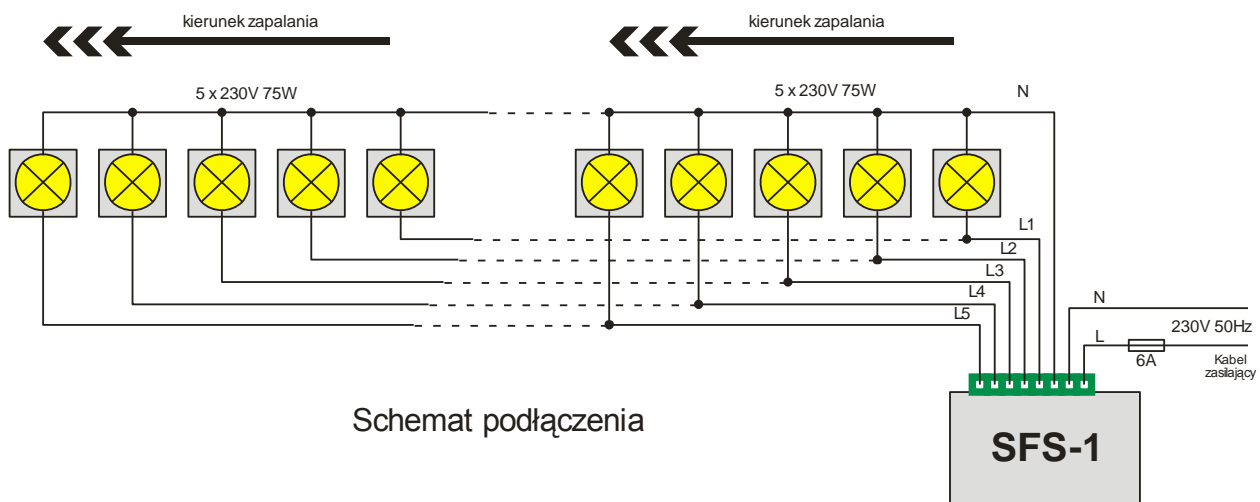 kierunek zapalania
kierunek zapalania
5 x 230V 75W
5 x 230V 75W
N
L1
L2
L3
L4
L5
N
230V 50Hz
L
6A
Kabel
zasilający
Schemat podłączenia
SFS-1